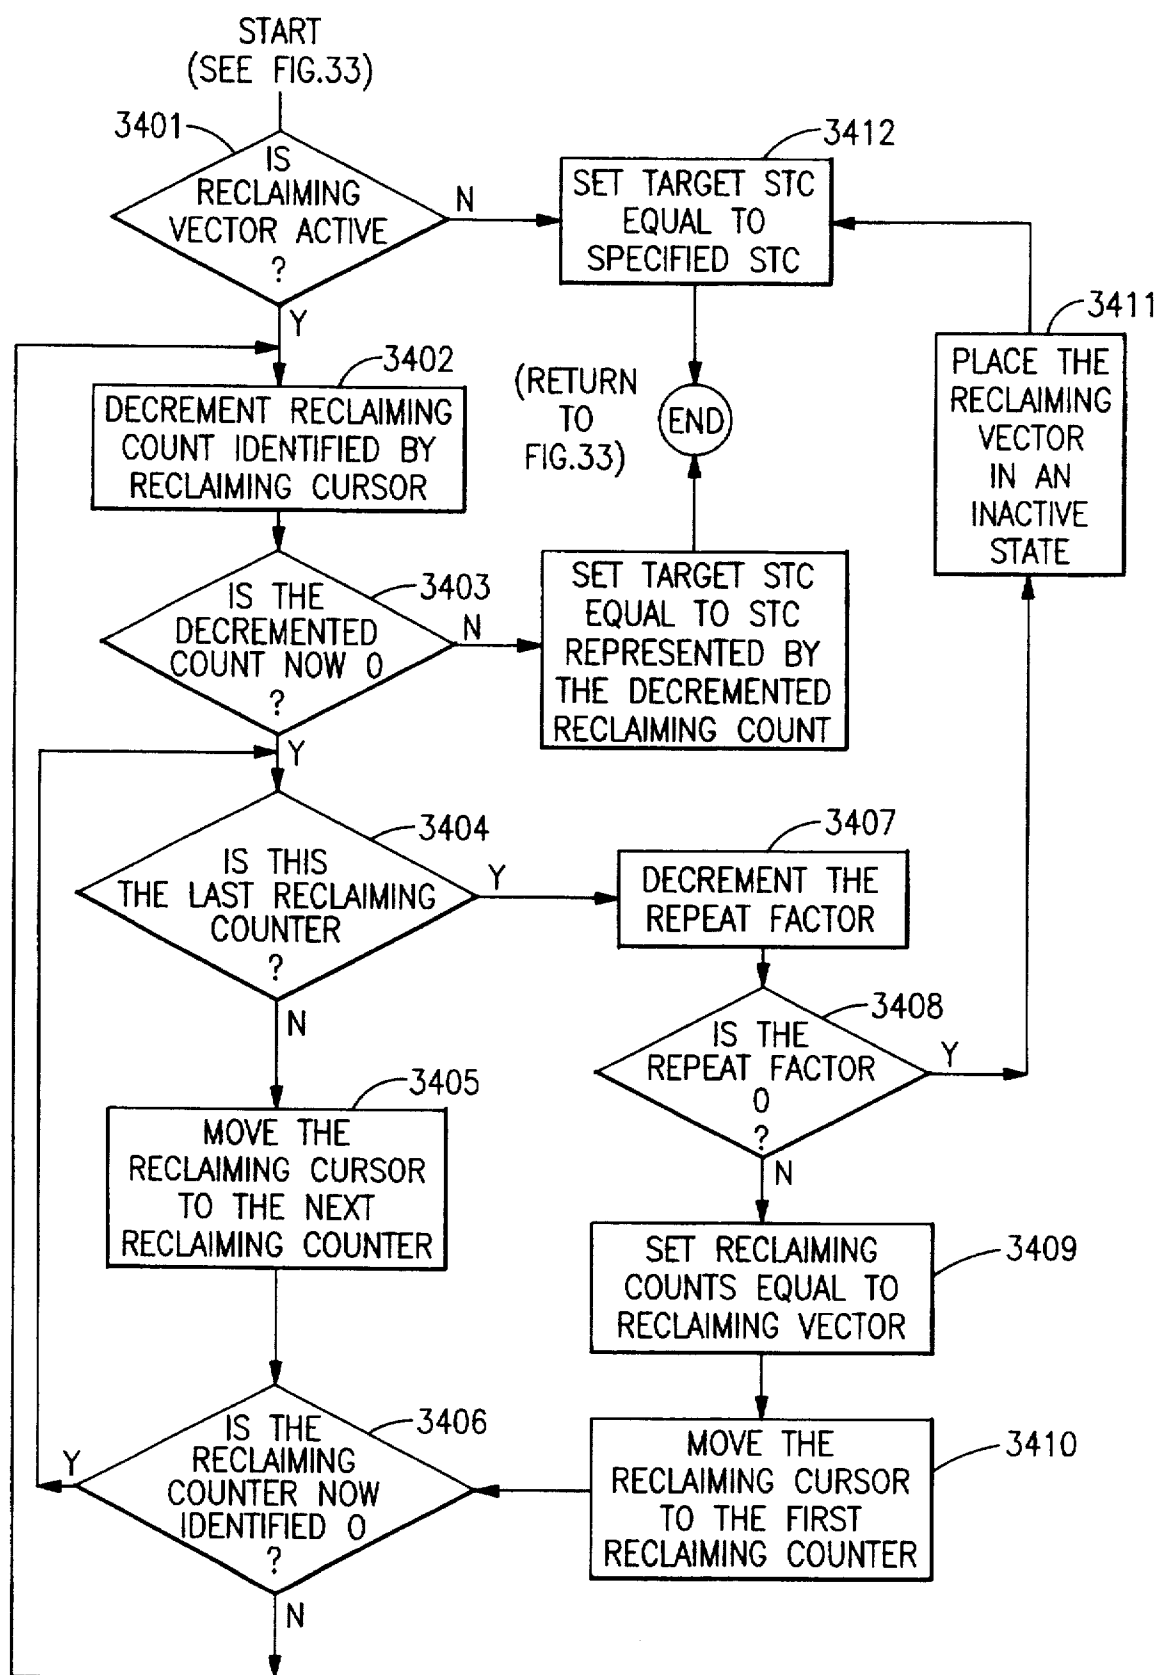 START
(SEE FIG.33)
3401
IS
RECLAIMING
VECTOR ACTIVE
?
N
Y
3412
SET TARGET STC
EQUAL TO
SPECIFIED STC
3411
PLACE THE
RECLAIMING
VECTOR
IN AN
INACTIVE
STATE
(RETURN
TO
FIG.33)
END
3402
DECREMENT RECLAIMING
COUNT IDENTIFIED BY
RECLAIMING CURSOR
3403
IS THE
DECREMENTED
COUNT NOW 0
?
N
Y
SET TARGET STC
EQUAL TO STC
REPRESENTED BY
THE DECREMENTED
RECLAIMING COUNT
3404
IS THIS
THE LAST RECLAIMING
COUNTER
?
Y
N
3407
DECREMENT THE
REPEAT FACTOR
3408
IS THE
REPEAT FACTOR
0
?
Y
N
3405
MOVE THE
RECLAIMING CURSOR
TO THE NEXT
RECLAIMING COUNTER
3409
SET RECLAIMING
COUNTS EQUAL TO
RECLAIMING VECTOR
3406
IS THE
RECLAIMING
COUNTER NOW
IDENTIFIED 0
?
Y
N
3410
MOVE THE
RECLAIMING CURSOR
TO THE FIRST
RECLAIMING COUNTER